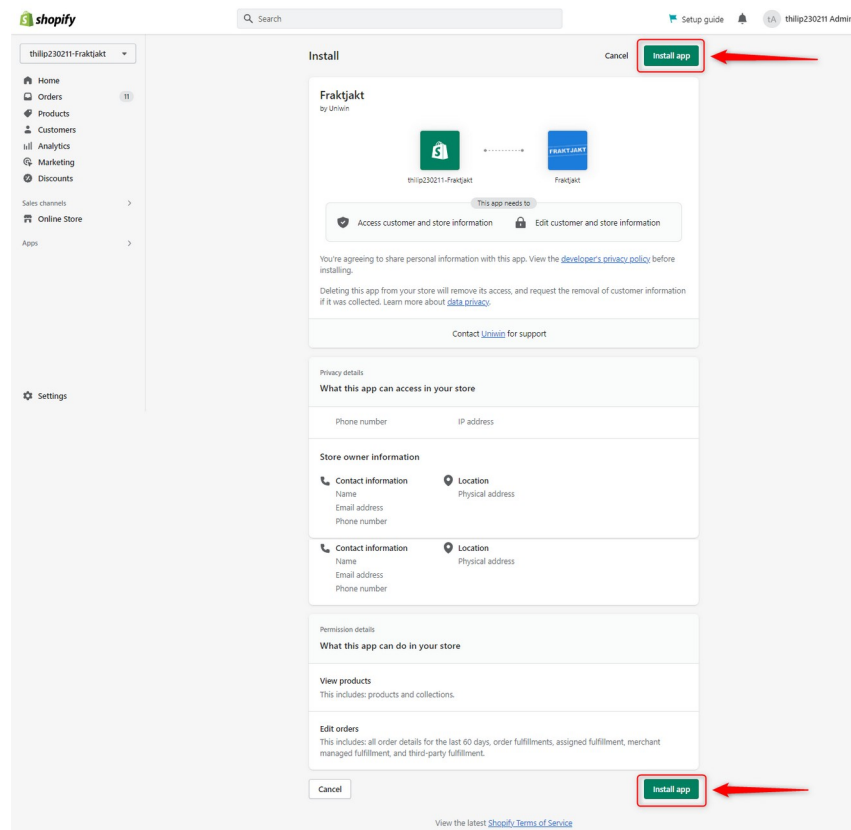 shopify
Search
Setup guide
tA
thilip230211 Admin
thilip230211-Fraktjakt
Install
Cancel
Install app
Home
Orders
11
Products
Customers
Analytics
Marketing
Discounts
Sales channels
Online Store
Apps
Settings
Fraktjakt
by Uniwin
FRAKTJAKT
thilip230211-Fraktjakt
Fraktjakt
This app needs to
Access customer and store information
Edit customer and store information
You're agreeing to share personal information with this app. View the developer's privacy policy before
installing.
Deleting this app from your store will remove its access, and request the removal of customer information
if it was collected. Learn more about data privacy.
Contact Uniwin for support
Privacy details
What this app can access in your store
Phone number
IP address
Store owner information
Contact information
Location
Name
Physical address
Email address
Phone number
Contact information
Location
Name
Physical address
Email address
Phone number
Permission details
What this app can do in your store
View products
This includes: products and collections.
Edit orders
This includes: all order details for the last 60 days, order fulfillments, assigned fulfillment, merchant
managed fulfillment, and third-party fulfillment.
Cancel
Install app
View the latest Shopify Terms of Service